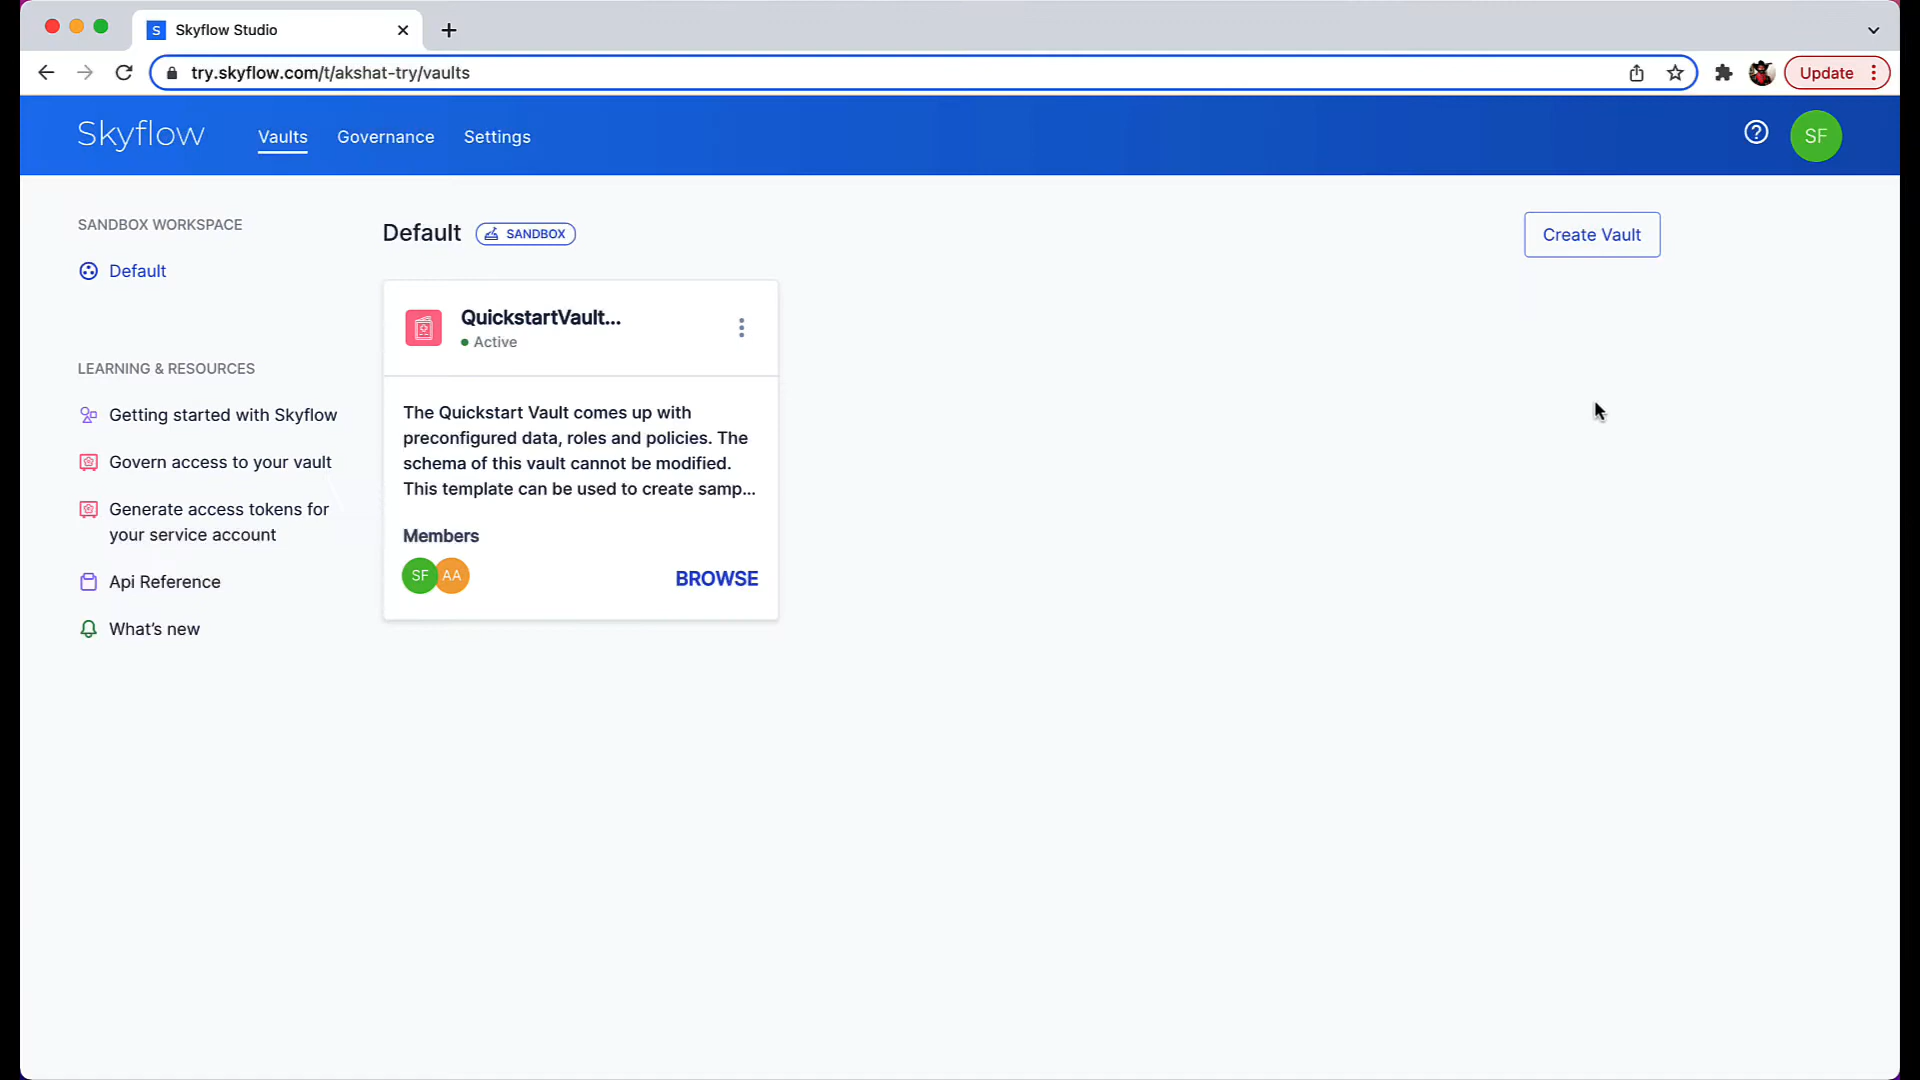 S Skyflow Studio
try.skyflow.com/t/akshat-try/vaults
Update
Skyflow
Vaults
Governance
Settings
SF
SANDBOX WORKSPACE
Default
LEARNING & RESOURCES
Getting started with Skyflow
Govern access to your vault
Generate access tokens for
your service account
Api Reference
What's new
Default
SANDBOX
Create Vault
QuickstartVault...
Active
The Quickstart Vault comes up with
preconfigured data, roles and policies. The
schema of this vault cannot be modified.
This template can be used to create samp...
Members
SF AA
BROWSE